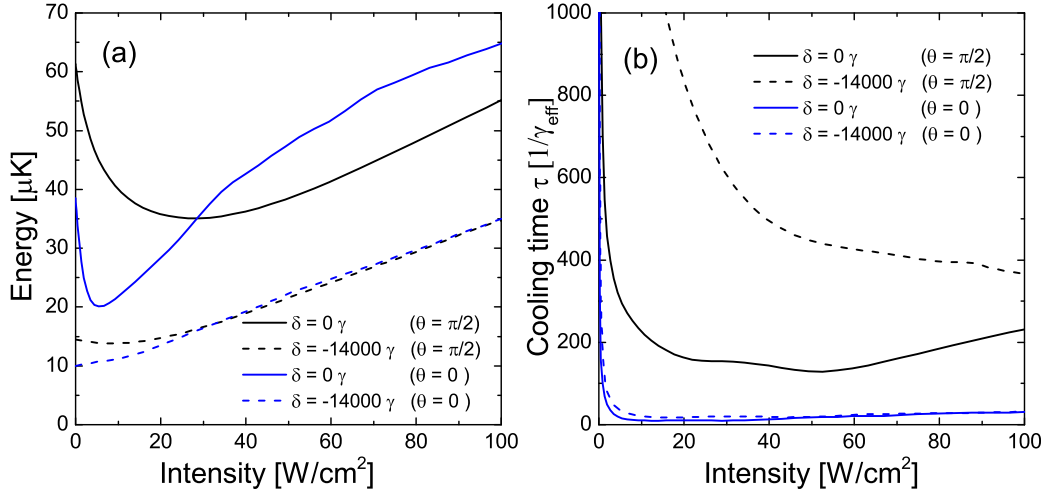 (a)
Energy [μK]
70
60
50
40
30
20
10
0
δ = 0 γ (θ = π/2)
δ = -14000 γ (θ = π/2)
δ = 0 γ (θ = 0 )
δ = -14000 γ (θ = 0 )
0 20 40 60 80 100
Intensity [W/cm²]
(b)
Cooling time τ [1/γ_eff]
1000
800
600
400
200
0
δ = 0 γ (θ = π/2)
δ = -14000 γ (θ = π/2)
δ = 0 γ (θ = 0 )
δ = -14000 γ (θ = 0 )
0 20 40 60 80 100
Intensity [W/cm²]